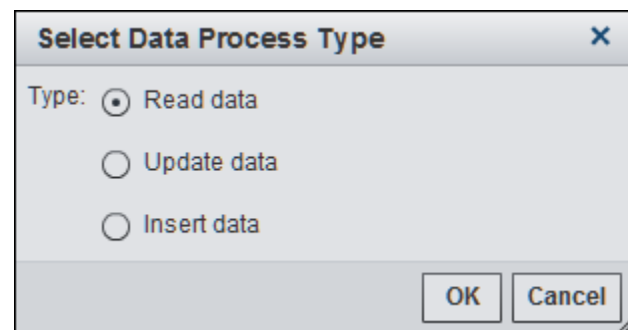 Select Data Process Type
Type: Read data
Update data
Insert data
OK Cancel